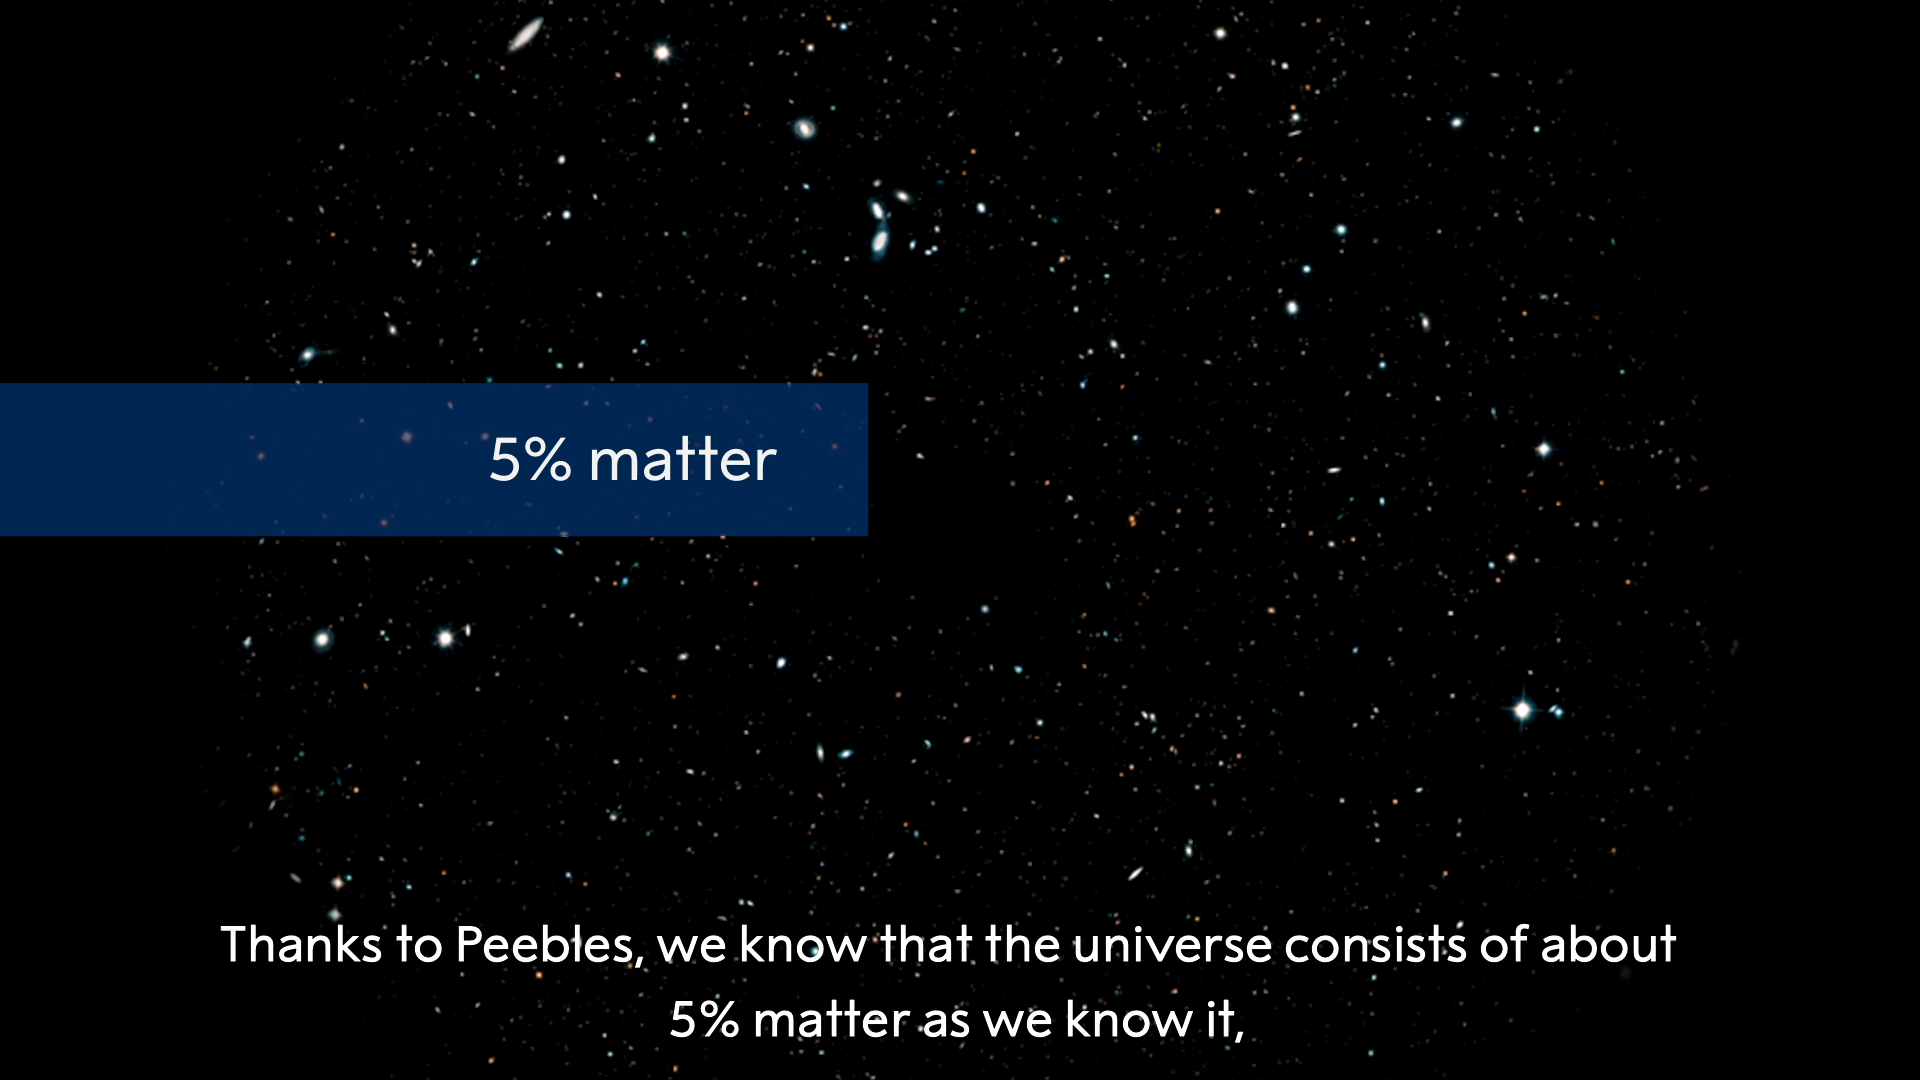 5% matter
Thanks to Peebles, we know that the universe consists of about
5% matter as we know it,